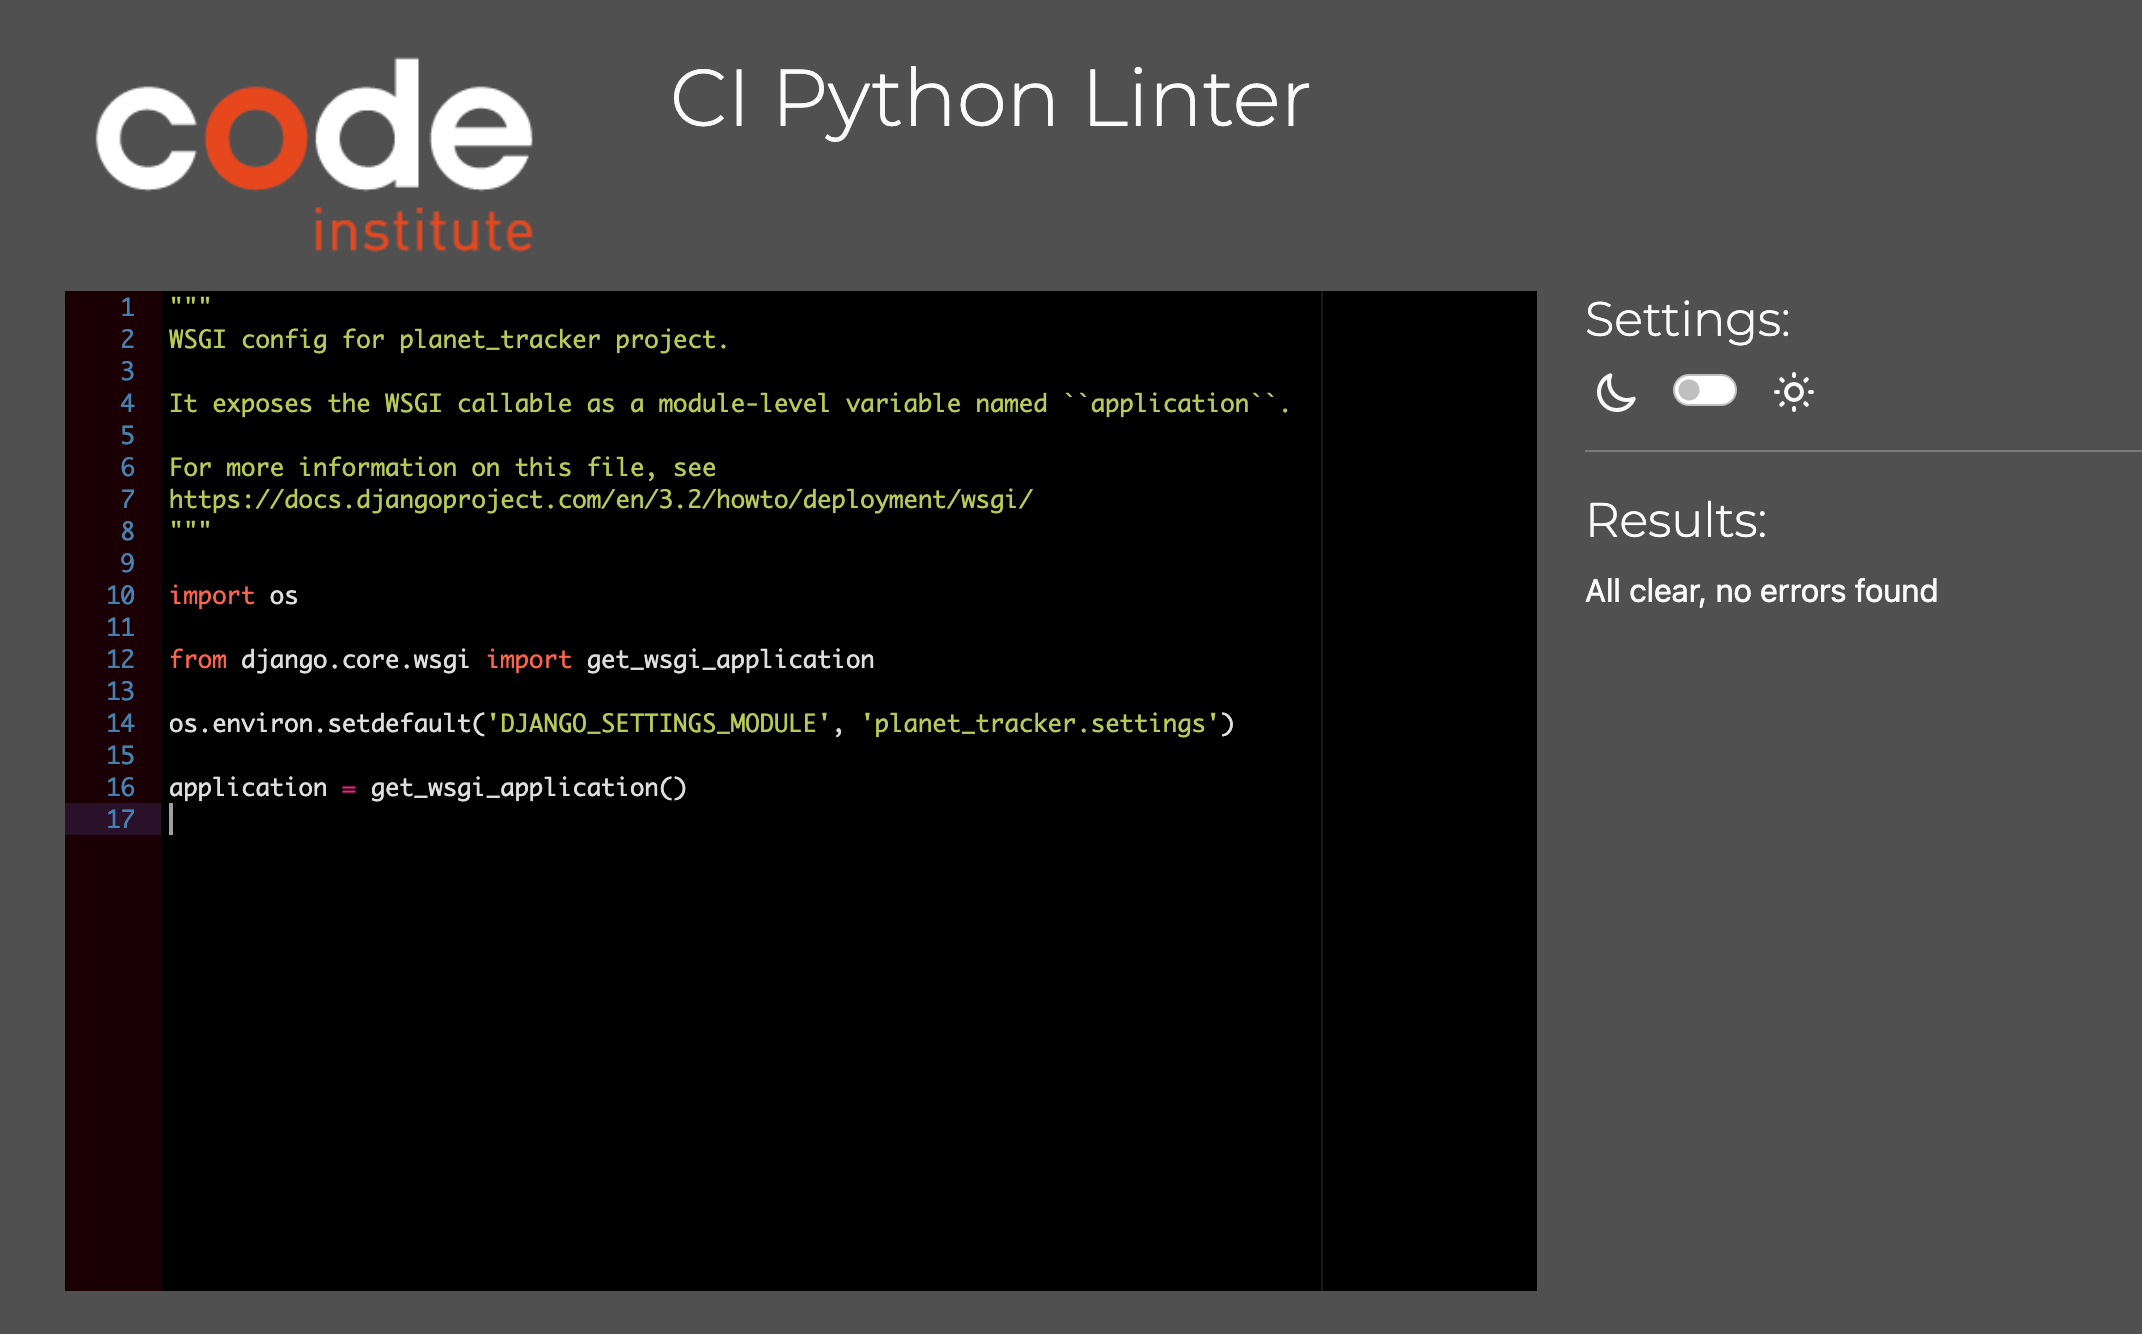 code
institute
CI Python Linter
1 """
2 WSGI config for planet_tracker project.
3
4 It exposes the WSGI callable as a module-level variable named ``application``.
5
6 For more information on this file, see
7 https://docs.djangoproject.com/en/3.2/howto/deployment/wsgi/
8 """
9
10 import os
11
12 from django.core.wsgi import get_wsgi_application
13
14 os.environ.setdefault('DJANGO_SETTINGS_MODULE', 'planet_tracker.settings')
15
16 application = get_wsgi_application()
17
Settings:
Results:
All clear, no errors found